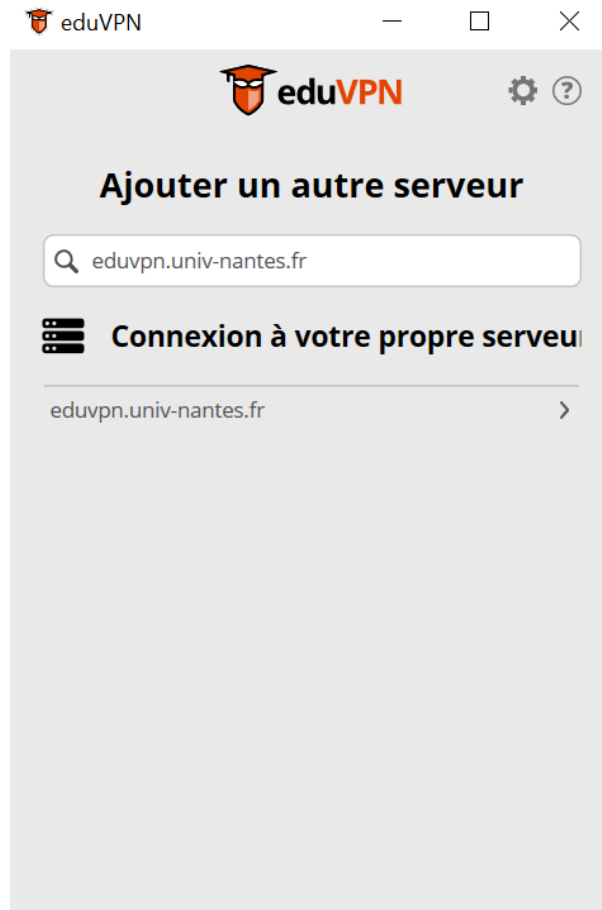 eduVPN
eduVPN
Ajouter un autre serveur
eduvpn.univ-nantes.fr
Connexion à votre propre serveu
eduvpn.univ-nantes.fr